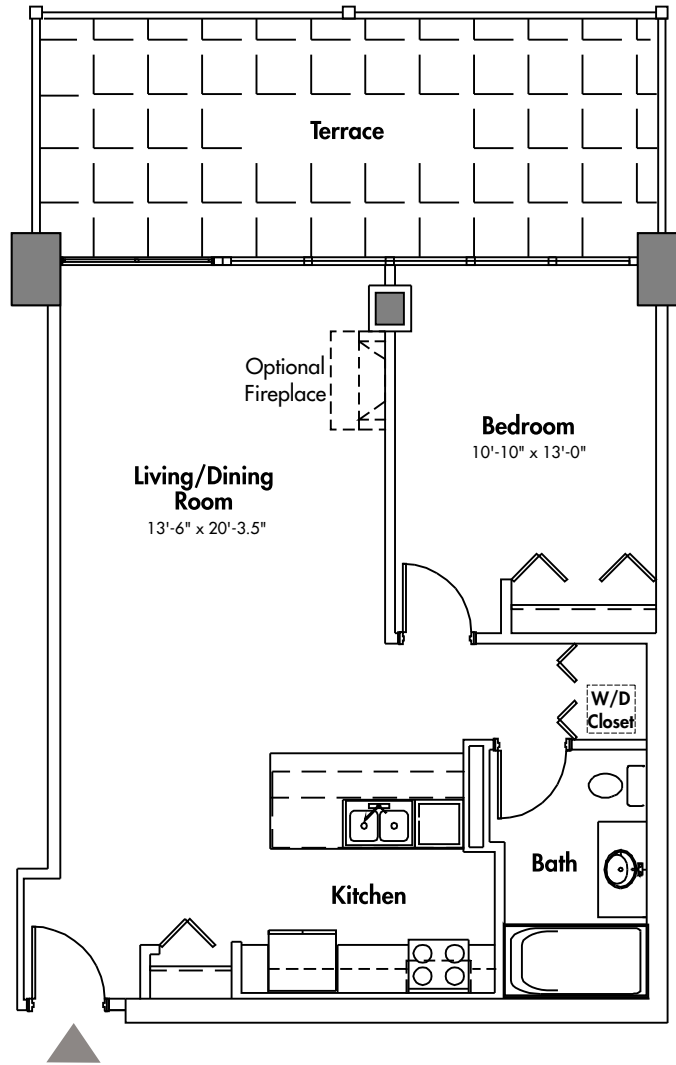 Terrace
Optional
Fireplace
Bedroom
10'-10" x 13'-0"
Living/Dining
Room
13'-6" x 20'-3.5"
W/D
Closet
Bath
Kitchen